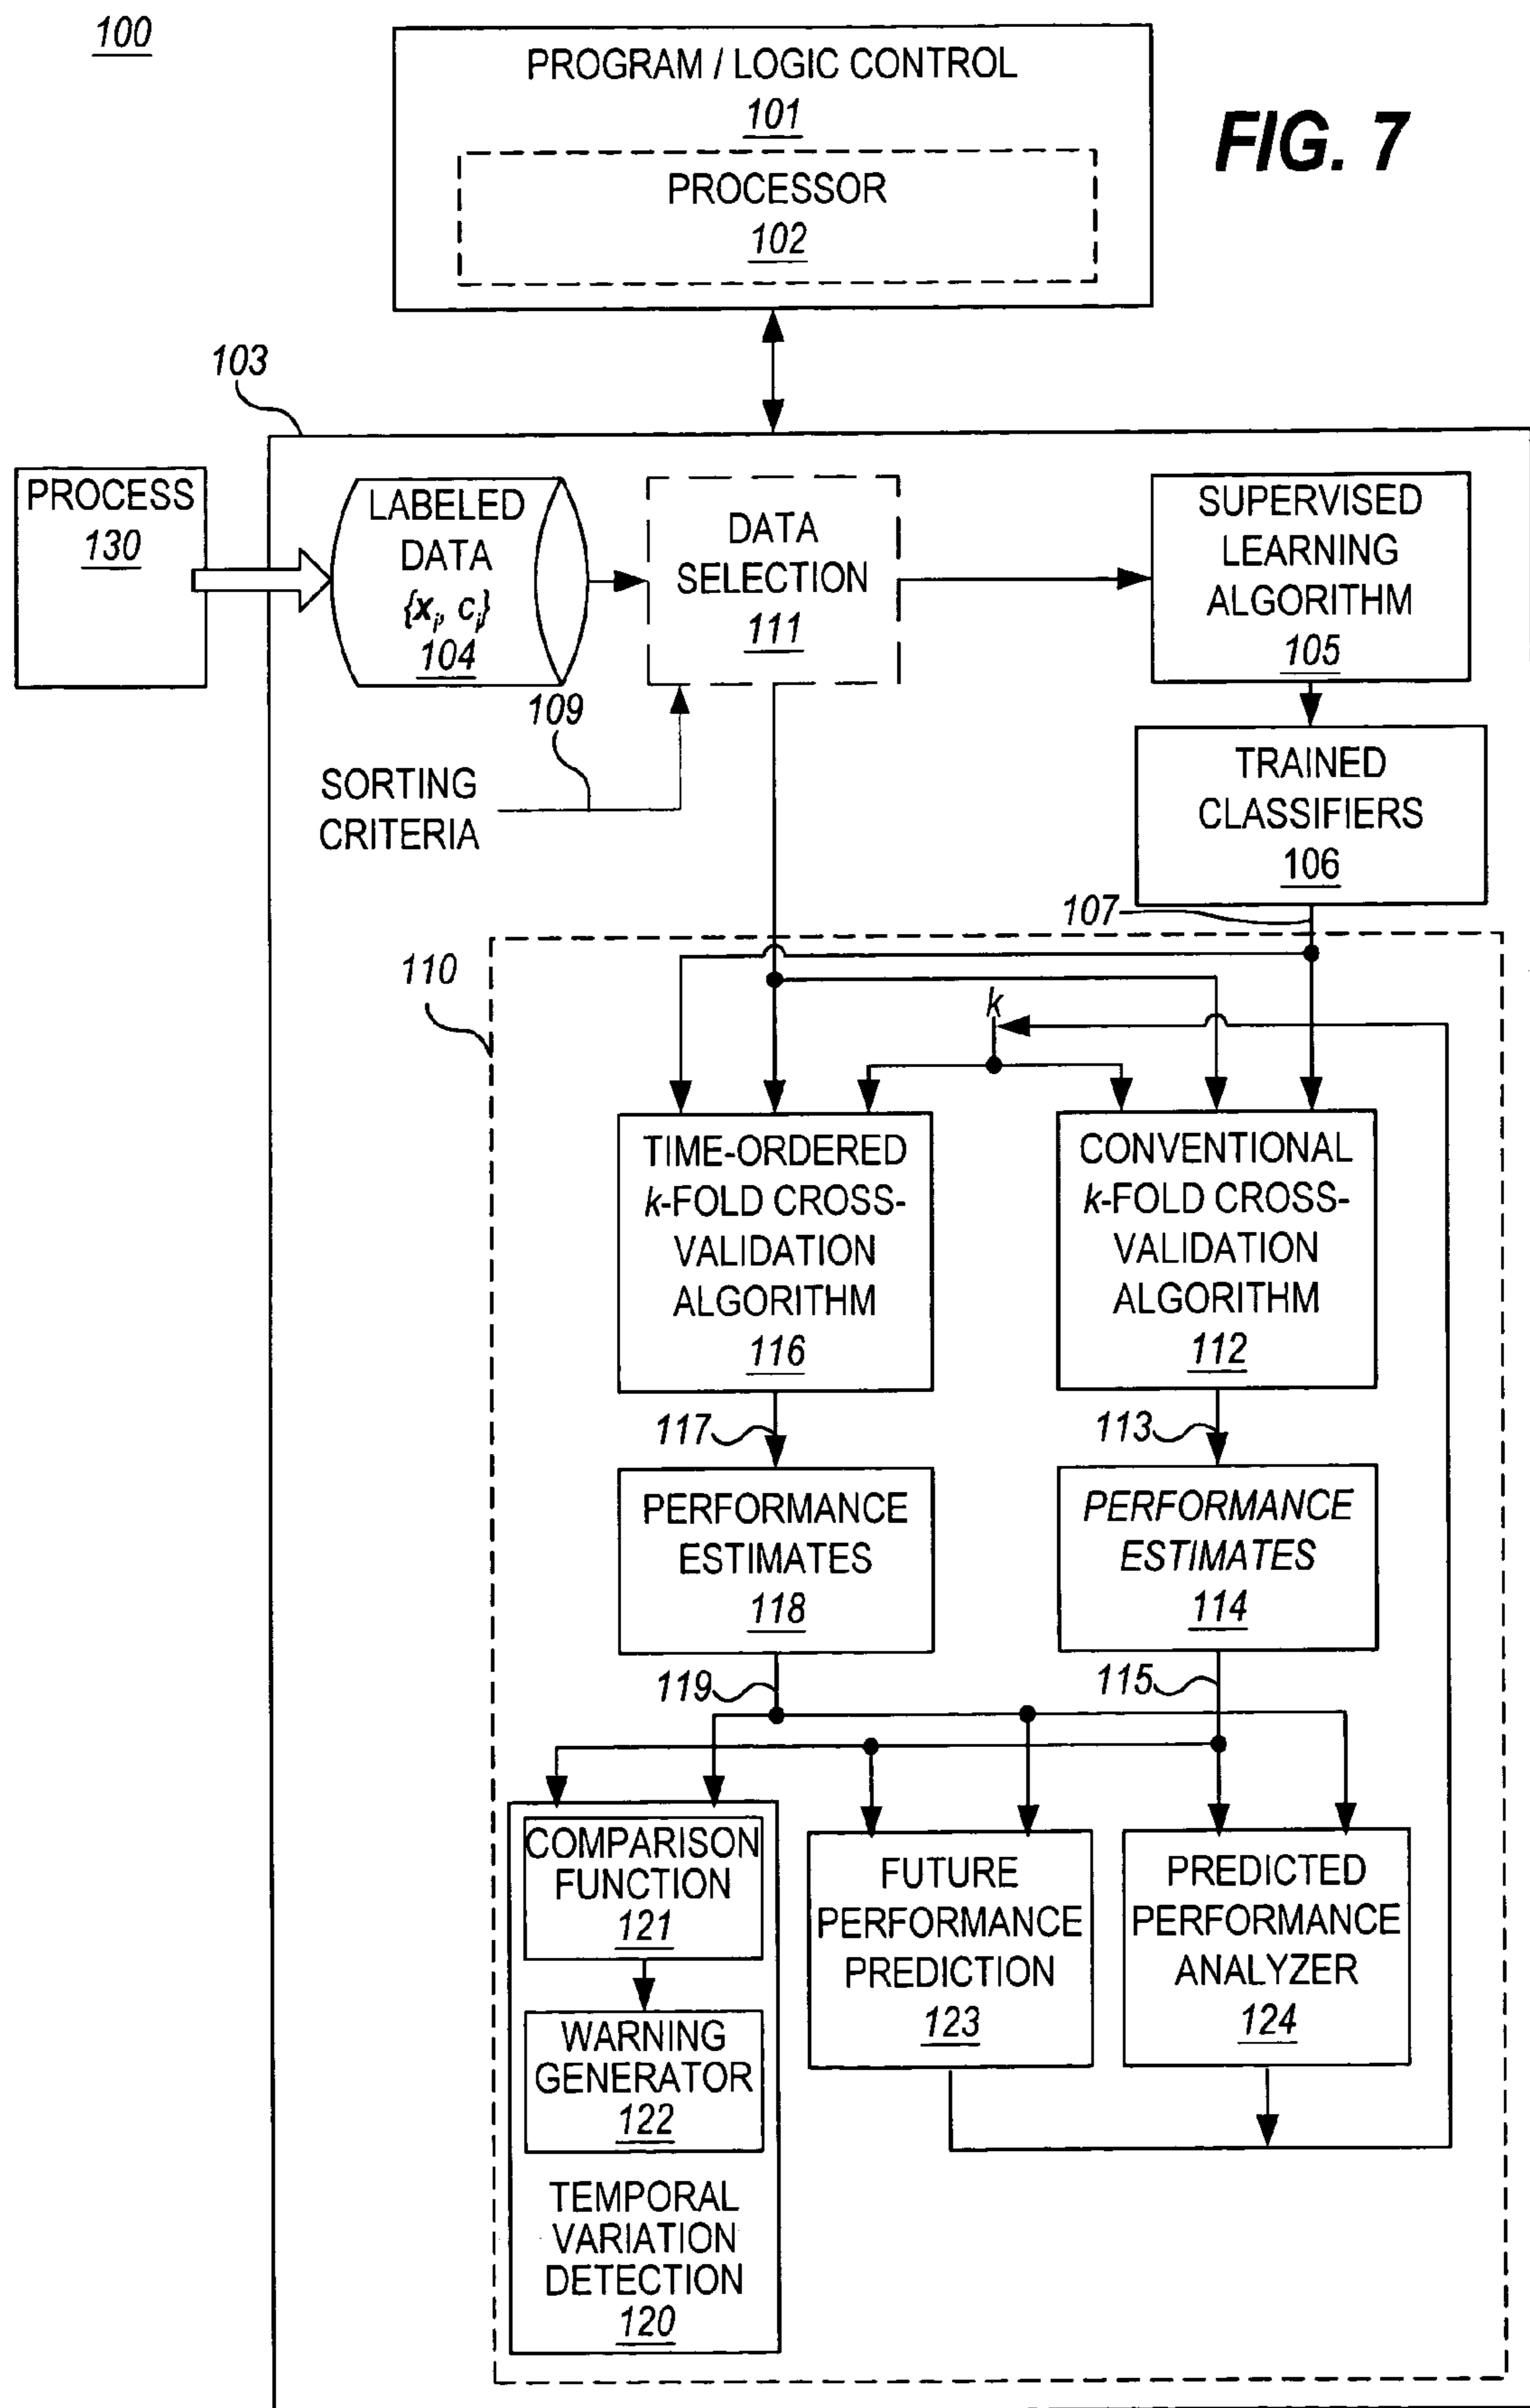 100
PROGRAM / LOGIC CONTROL
101
FIG. 7
PROCESSOR
102
103
PROCESS
130
LABELED
DATA
{x_i, c_i}
104
DATA
SELECTION
111
SUPERVISED
LEARNING
ALGORITHM
105
109
SORTING
CRITERIA
TRAINED
CLASSIFIERS
106
107
110
k
TIME-ORDERED
k-FOLD CROSS-
VALIDATION
ALGORITHM
116
CONVENTIONAL
k-FOLD CROSS-
VALIDATION
ALGORITHM
112
117
113
PERFORMANCE
ESTIMATES
118
PERFORMANCE
ESTIMATES
114
119
115
COMPARISON
FUNCTION
121
WARNING
GENERATOR
122
TEMPORAL
VARIATION
DETECTION
120
FUTURE
PERFORMANCE
PREDICTION
123
PREDICTED
PERFORMANCE
ANALYZER
124